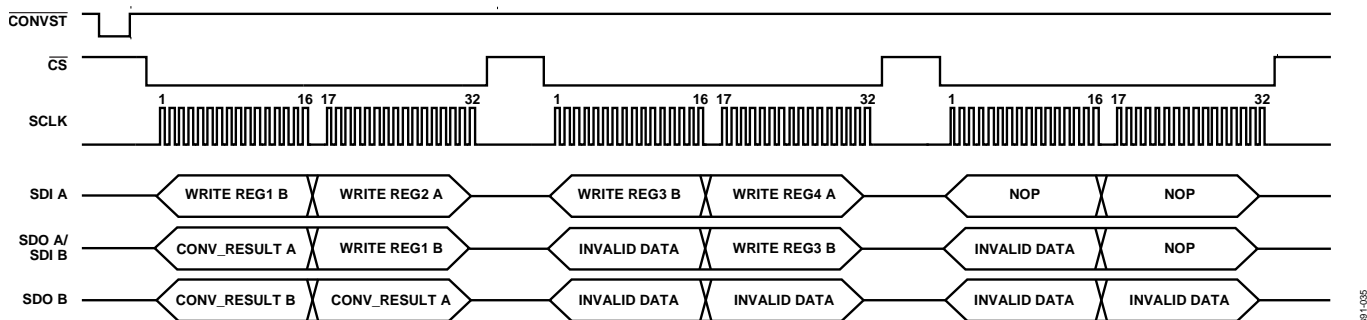 CONVST
CS
1 16 17 32 1 16 17 32 1 16 17 32
SCLK
SDI A WRITE REG1 B WRITE REG2 A WRITE REG3 B WRITE REG4 A NOP NOP
SDO A/
SDI B
CONV_RESULT A WRITE REG1 B INVALID DATA WRITE REG3 B INVALID DATA NOP
SDO B CONV_RESULT B CONV_RESULT A INVALID DATA INVALID DATA INVALID DATA INVALID DATA